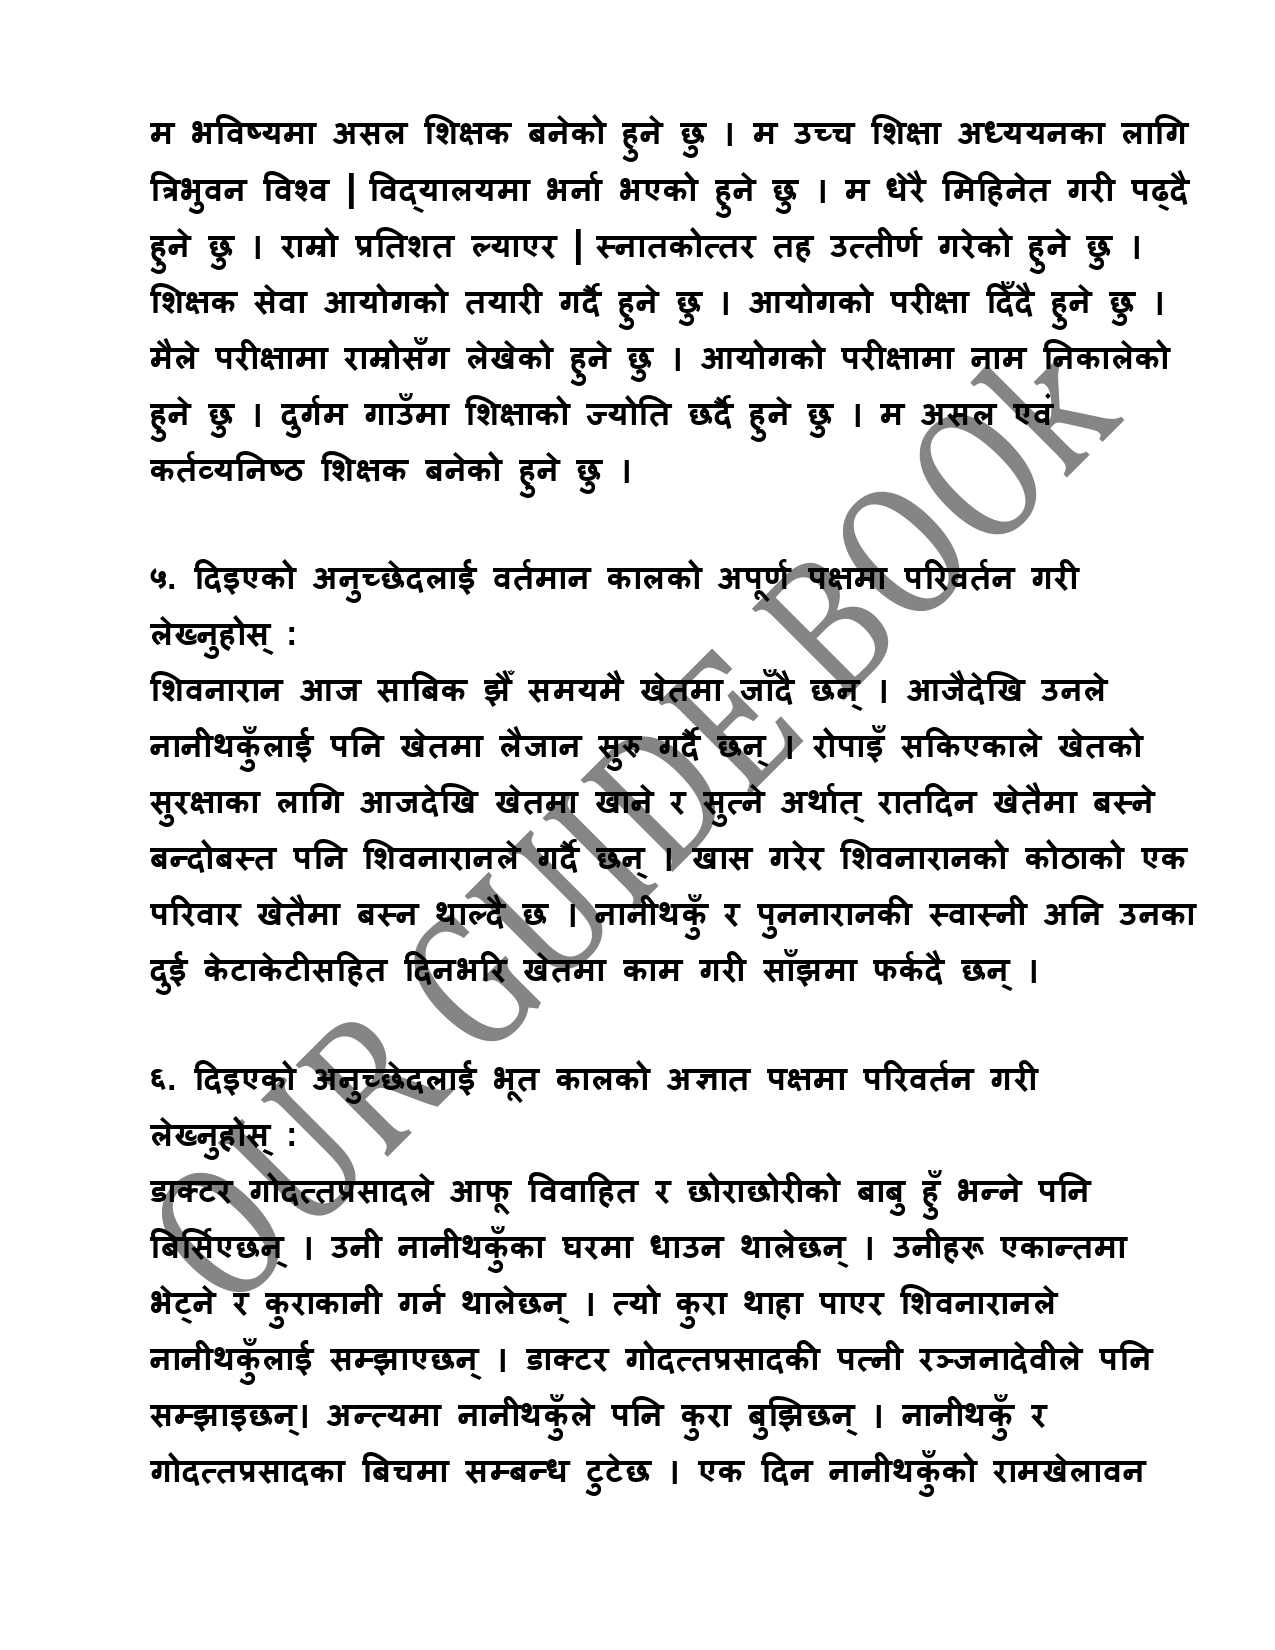 म भविष्यमा असल शिक्षक बनेको हुने छु । म उच्च शिक्षा अध्ययनका लागि
त्रिभुवन विश्व | विद्यालयमा भर्ना भएको हुने छु । म धेरै मिहिनेत गरी पढ्दै
हुने छु । राम्रो प्रतिशत ल्याएर | स्नातकोत्तर तह उत्तीर्ण गरेको हुने छु ।
शिक्षक सेवा आयोगको तयारी गर्दै हुने छु । आयोगको परीक्षा दिँदै हुने छु ।
मैले परीक्षामा राम्रोसँग लेखेको हुने छु । आयोगको परीक्षामा नाम निकालेको
हुने छु । दुर्गम गाउँमा शिक्षाको ज्योति छर्दै हुने छु । म असल एवं
कर्तव्यनिष्ठ शिक्षक बनेको हुने छु ।
५. दिइएको अनुच्छेदलाई वर्तमान कालको अपूर्ण पक्षमा परिवर्तन गरी
लेख्नुहोस् :
शिवनारान आज साबिक झैँ समयमै खेतमा जाँदै छन् । आजैदेखि उनले
नानीथकुँलाई पनि खेतमा लैजान सुरु गर्दै छन् । रोपाइँ सकिएकाले खेतको
सुरक्षाका लागि आजदेखि खेतमा खाने र सुत्ने अर्थात् रातदिन खेतैमा बस्ने
बन्दोबस्त पनि शिवनारानले गर्दै छन् । खास गरेर शिवनारानको कोठाको एक
परिवार खेतैमा बस्न थाल्दै छ । नानीथकुँ र पुननारानकी स्वास्नी अनि उनका
दुई केटाकेटीसहित दिनभरि खेतमा काम गरी साँझमा फर्कदै छन् ।
६. दिइएको अनुच्छेदलाई भूत कालको अज्ञात पक्षमा परिवर्तन गरी
लेख्नुहोस् :
डाक्टर गोदत्तप्रसादले आफू विवाहित र छोराछोरीको बाबु हुँ भन्ने पनि
बिर्सिएछन् । उनी नानीथकुँका घरमा धाउन थालेछन् । उनीहरू एकान्तमा
भेट्ने र कुराकानी गर्न थालेछन् । त्यो कुरा थाहा पाएर शिवनारानले
नानीथकुँलाई सम्झाएछन् । डाक्टर गोदत्तप्रसादकी पत्नी रञ्जनादेवीले पनि
सम्झाइछन्। अन्त्यमा नानीथकुँले पनि कुरा बुझिछन् । नानीथकुँ र
गोदत्तप्रसादका बिचमा सम्बन्ध टुटेछ । एक दिन नानीथकुँको रामखेलावन
OUR GUIDE BOOk